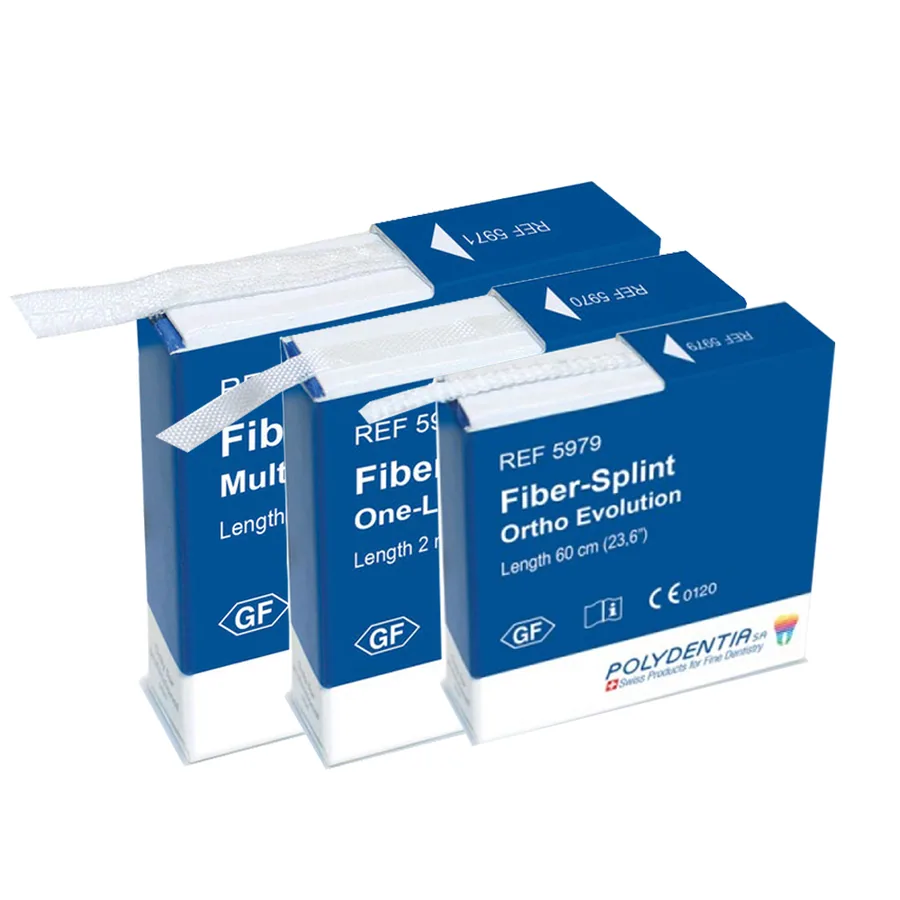 REF 5971
REF 5970
REF 5979
Fib
Mult
Length
GF
REF 59
Fiber
One-L
Length 2
GF
REF 5979
Fiber-Splint
Ortho Evolution
Length 60 cm (23,6")
GF
CE 0120
POLYDENTIA SA
Swiss Products for Fine Dentistry